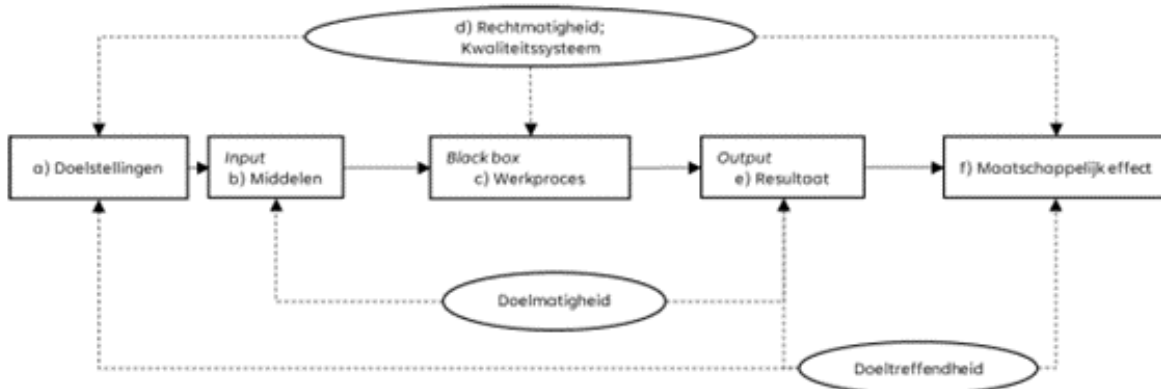 d) Rechtmatigheid;
Kwaliteitssysteem
a) Doelstellingen
Input
b) Middelen
Black box
c) Werkproces
Output
e) Resultaat
f) Maatschappelijk effect
Doelmatigheid
Doeltreffendheid